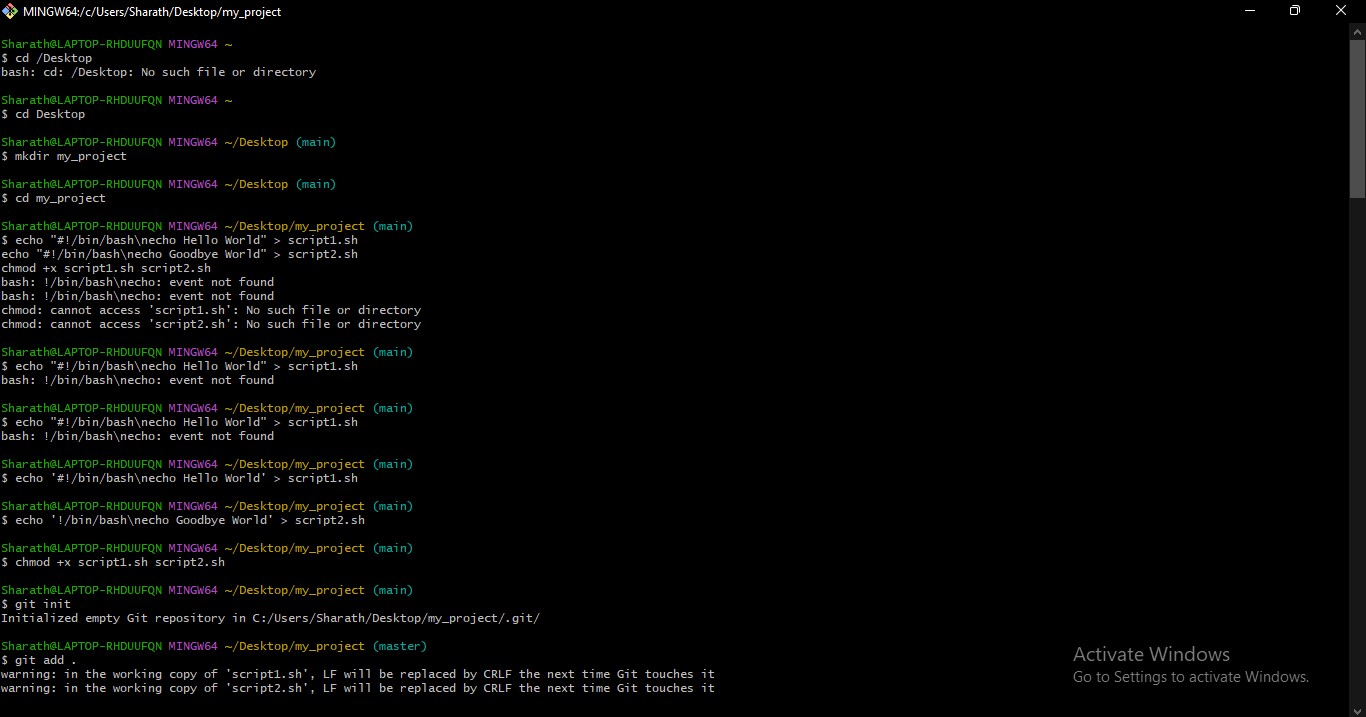 MINGW64:/c/Users/Sharath/Desktop/my_project
Sharath@LAPTOP-RHDUUFQN MINGW64 ~
$ cd /Desktop
bash: cd: /Desktop: No such file or directory
Sharath@LAPTOP-RHDUUFQN MINGW64 ~
$ cd Desktop
Sharath@LAPTOP-RHDUUFQN MINGW64 ~/Desktop (main)
$ mkdir my_project
Sharath@LAPTOP-RHDUUFQN MINGW64 ~/Desktop (main)
$ cd my_project
Sharath@LAPTOP-RHDUUFQN MINGW64 ~/Desktop/my_project (main)
$ echo "#!/bin/bash\necho Hello World" > script1.sh
echo "#!/bin/bash\necho Goodbye World" > script2.sh
chmod +x script1.sh script2.sh
bash: !/bin/bash\necho: event not found
bash: !/bin/bash\necho: event not found
chmod: cannot access 'script1.sh': No such file or directory
chmod: cannot access 'script2.sh': No such file or directory
Sharath@LAPTOP-RHDUUFQN MINGW64 ~/Desktop/my_project (main)
$ echo "#!/bin/bash\necho Hello World" > script1.sh
bash: !/bin/bash\necho: event not found
Sharath@LAPTOP-RHDUUFQN MINGW64 ~/Desktop/my_project (main)
$ echo "#!/bin/bash\necho Hello World" > script1.sh
bash: !/bin/bash\necho: event not found
Sharath@LAPTOP-RHDUUFQN MINGW64 ~/Desktop/my_project (main)
$ echo '#!/bin/bash\necho Hello World' > script1.sh
Sharath@LAPTOP-RHDUUFQN MINGW64 ~/Desktop/my_project (main)
$ echo '!/bin/bash\necho Goodbye World' > script2.sh
Sharath@LAPTOP-RHDUUFQN MINGW64 ~/Desktop/my_project (main)
$ chmod +x script1.sh script2.sh
Sharath@LAPTOP-RHDUUFQN MINGW64 ~/Desktop/my_project (main)
$ git init
Initialized empty Git repository in C:/Users/Sharath/Desktop/my_project/.git/
Sharath@LAPTOP-RHDUUFQN MINGW64 ~/Desktop/my_project (master)
$ git add .
warning: in the working copy of 'script1.sh', LF will be replaced by CRLF the next time Git touches it
warning: in the working copy of 'script2.sh', LF will be replaced by CRLF the next time Git touches it
Activate Windows
Go to Settings to activate Windows.